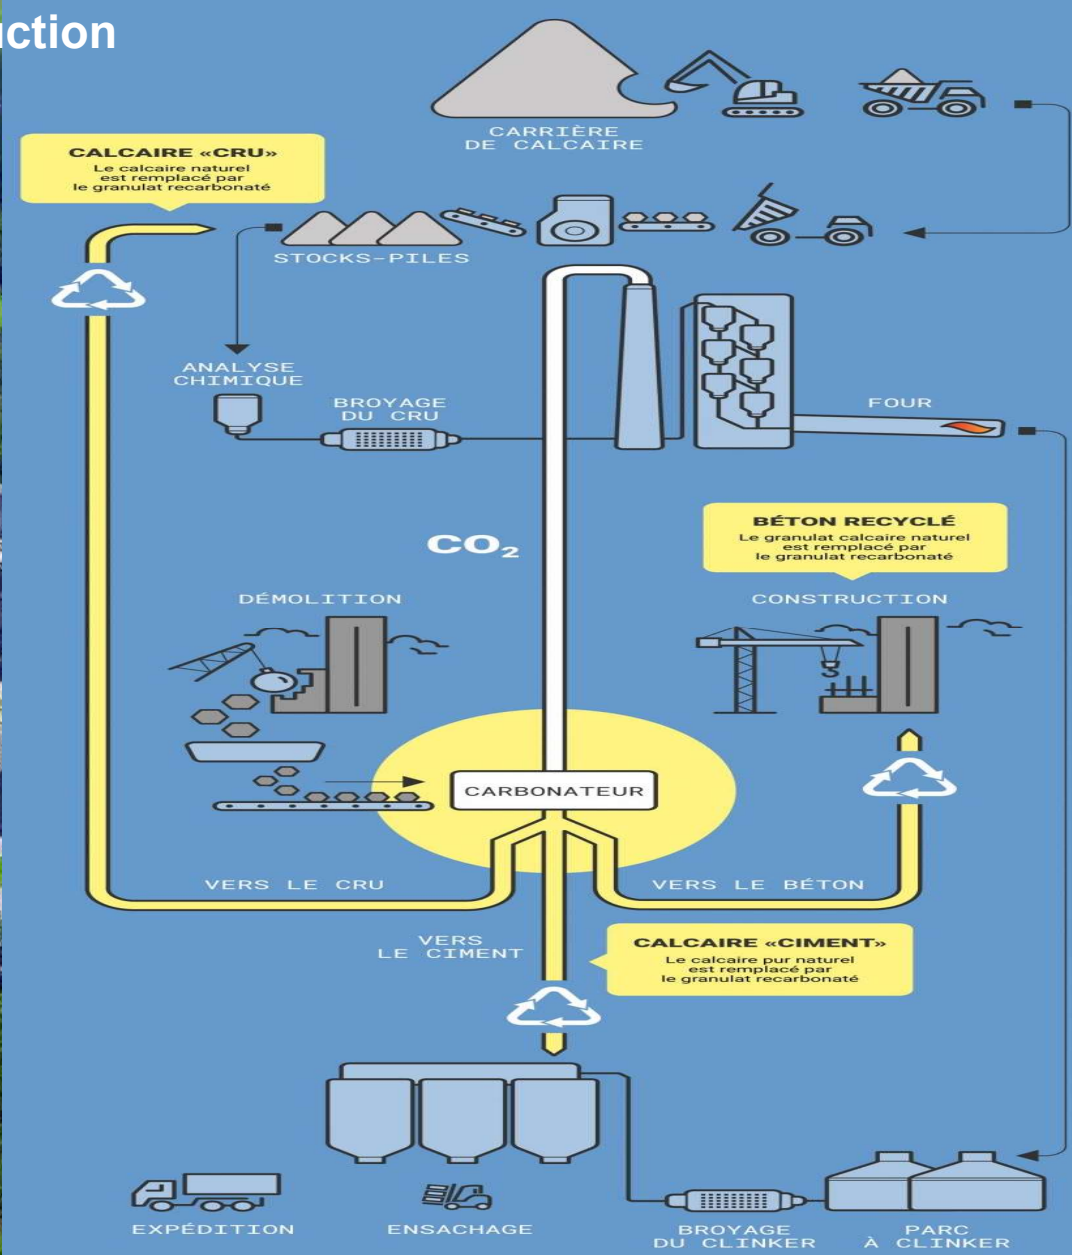 CARRIÈRE
DE CALCAIRE
CALCAIRE «CRU»
Le calcaire naturel
est remplacé par
le granulat recarbonaté
STOCKS-PILES
ANALYSE
CHIMIQUE
BROYAGE
DU CRU
FOUR
CO₂
BÉTON RECYCLÉ
Le granulat calcaire naturel
est remplacé par
le granulat recarbonaté
DÉMOLITION
CONSTRUCTION
CARBONATEUR
VERS LE CRU
VERS LE BÉTON
VERS
LE CIMENT
CALCAIRE «CIMENT»
Le calcaire pur naturel
est remplacé par
le granulat recarbonaté
EXPÉDITION
ENSACHAGE
BROYAGE
DU CLINKER
PARC
À CLINKER